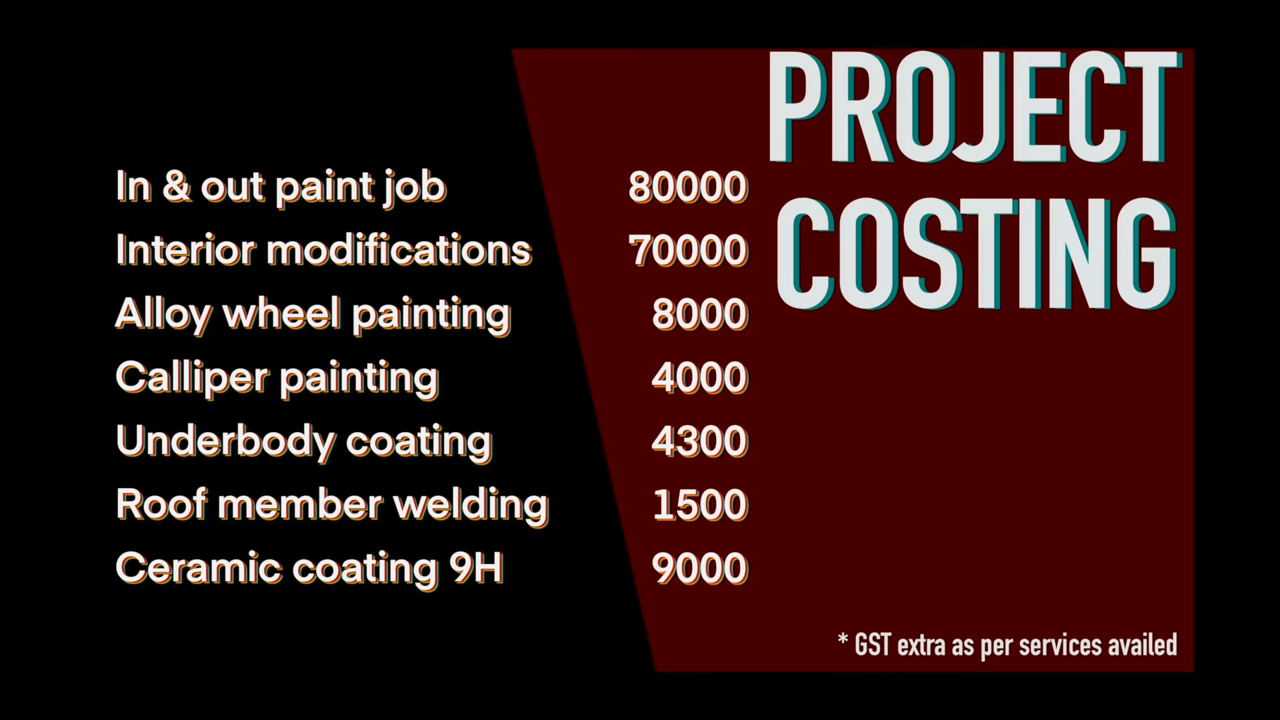 PROJECT
COSTING
In & out paint job 80000
Interior modifications 70000
Alloy wheel painting 8000
Calliper painting 4000
Underbody coating 4300
Roof member welding 1500
Ceramic coating 9H 9000
* GST extra as per services availed